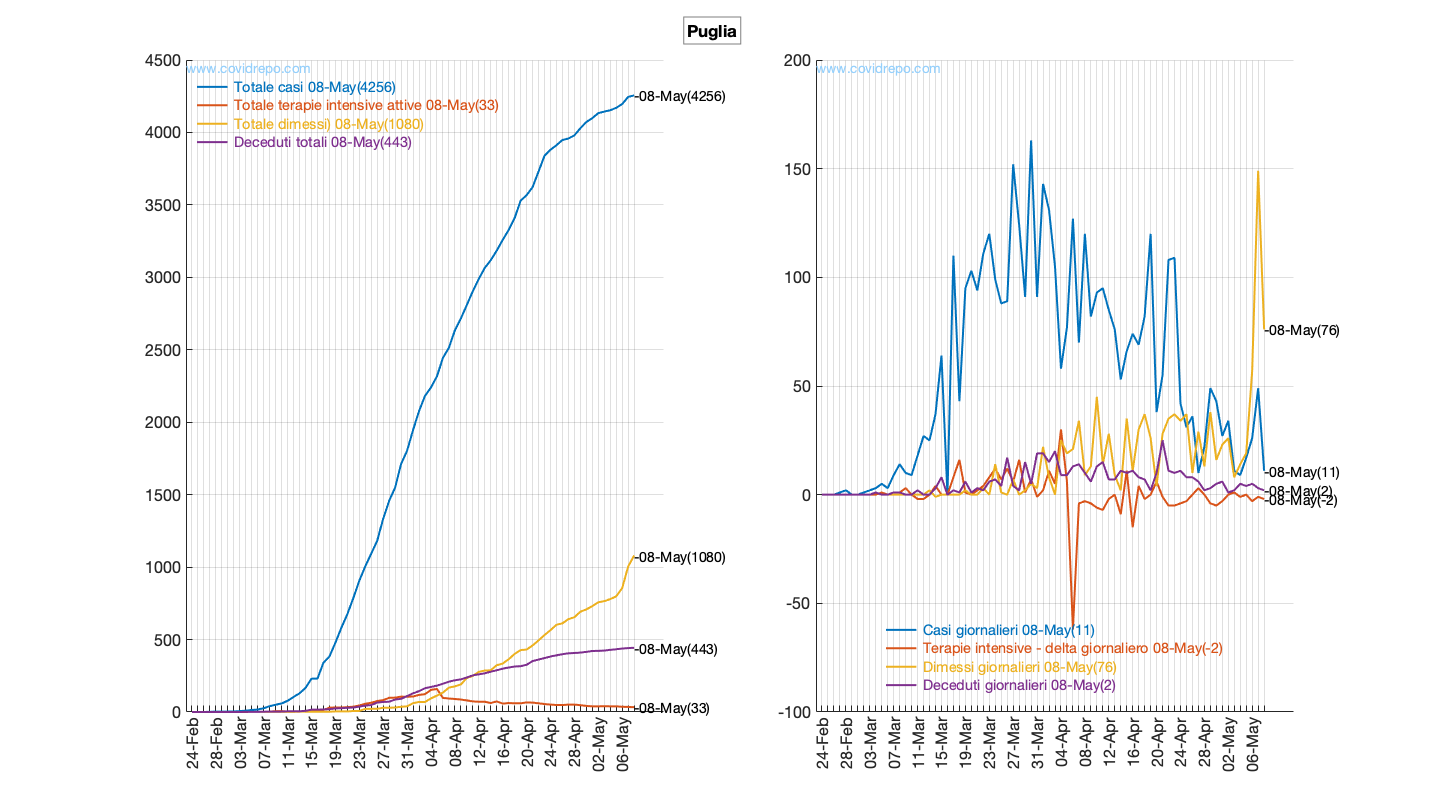 Puglia
www.covidrepo.com
Totale casi 08-May(4256)
Totale terapie intensive attive 08-May(33)
Totale dimessi) 08-May(1080)
Deceduti totali 08-May(443)
4500
4000
3500
3000
2500
2000
1500
1000
500
0
-08-May(4256)
-08-May(1080)
-08-May(443)
-08-May(33)
24-Feb
28-Feb
03-Mar
07-Mar
11-Mar
15-Mar
19-Mar
23-Mar
27-Mar
31-Mar
04-Apr
08-Apr
12-Apr
16-Apr
20-Apr
24-Apr
28-Apr
02-May
06-May
www.covidrepo.com
200
150
100
50
0
-50
-100
-08-May(76)
-08-May(11)
-08-May(2)
-08-May(-2)
Casi giornalieri 08-May(11)
Terapie intensive - delta giornaliero 08-May(-2)
Dimessi giornalieri 08-May(76)
Deceduti giornalieri 08-May(2)
24-Feb
28-Feb
03-Mar
07-Mar
11-Mar
15-Mar
19-Mar
23-Mar
27-Mar
31-Mar
04-Apr
08-Apr
12-Apr
16-Apr
20-Apr
24-Apr
28-Apr
02-May
06-May